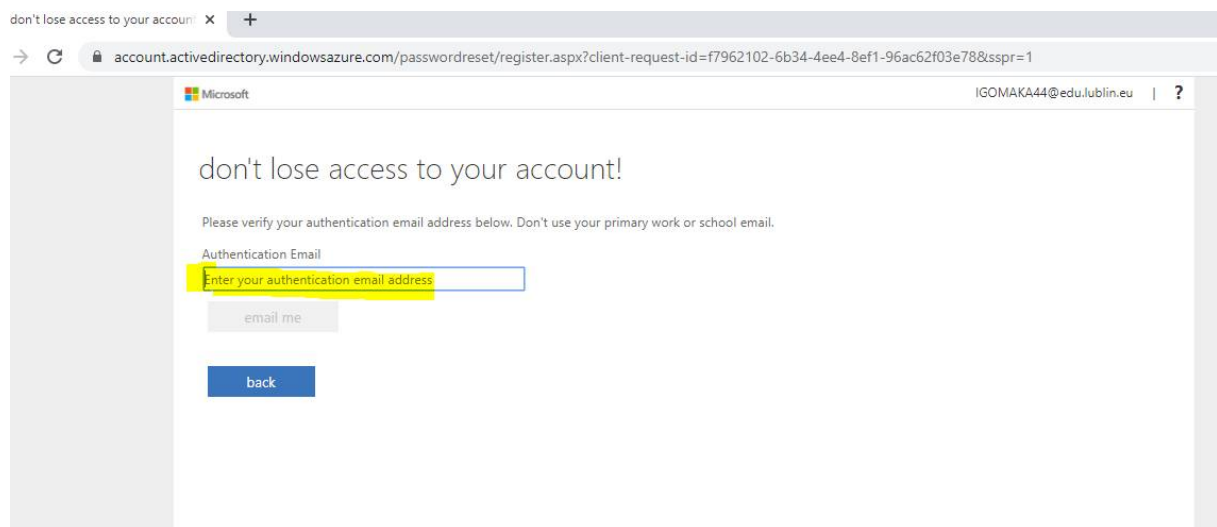 don't lose access to your accoun
account.activedirectory.windowsazure.com/passwordreset/register.aspx?client-request-id=f7962102-6b34-4ee4-8ef1-96ac62f03e78&sspr=1
Microsoft IGOMAKA44@edu.lublin.eu | ?
don't lose access to your account!
Please verify your authentication email address below. Don't use your primary work or school email.
Authentication Email
Enter your authentication email address
email me
back